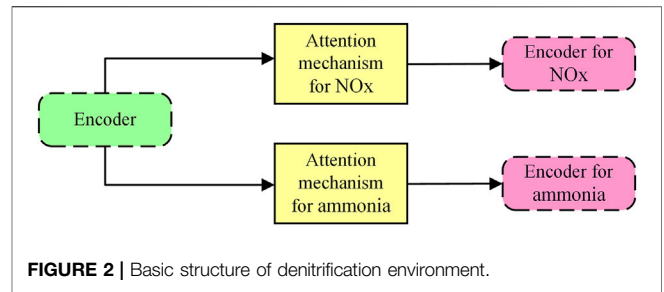 Attention
mechanism
for NOx
Encoder for
NOx
Encoder
Attention
mechanism
for ammonia
Encoder for
ammonia
FIGURE 2 | Basic structure of denitrification environment.